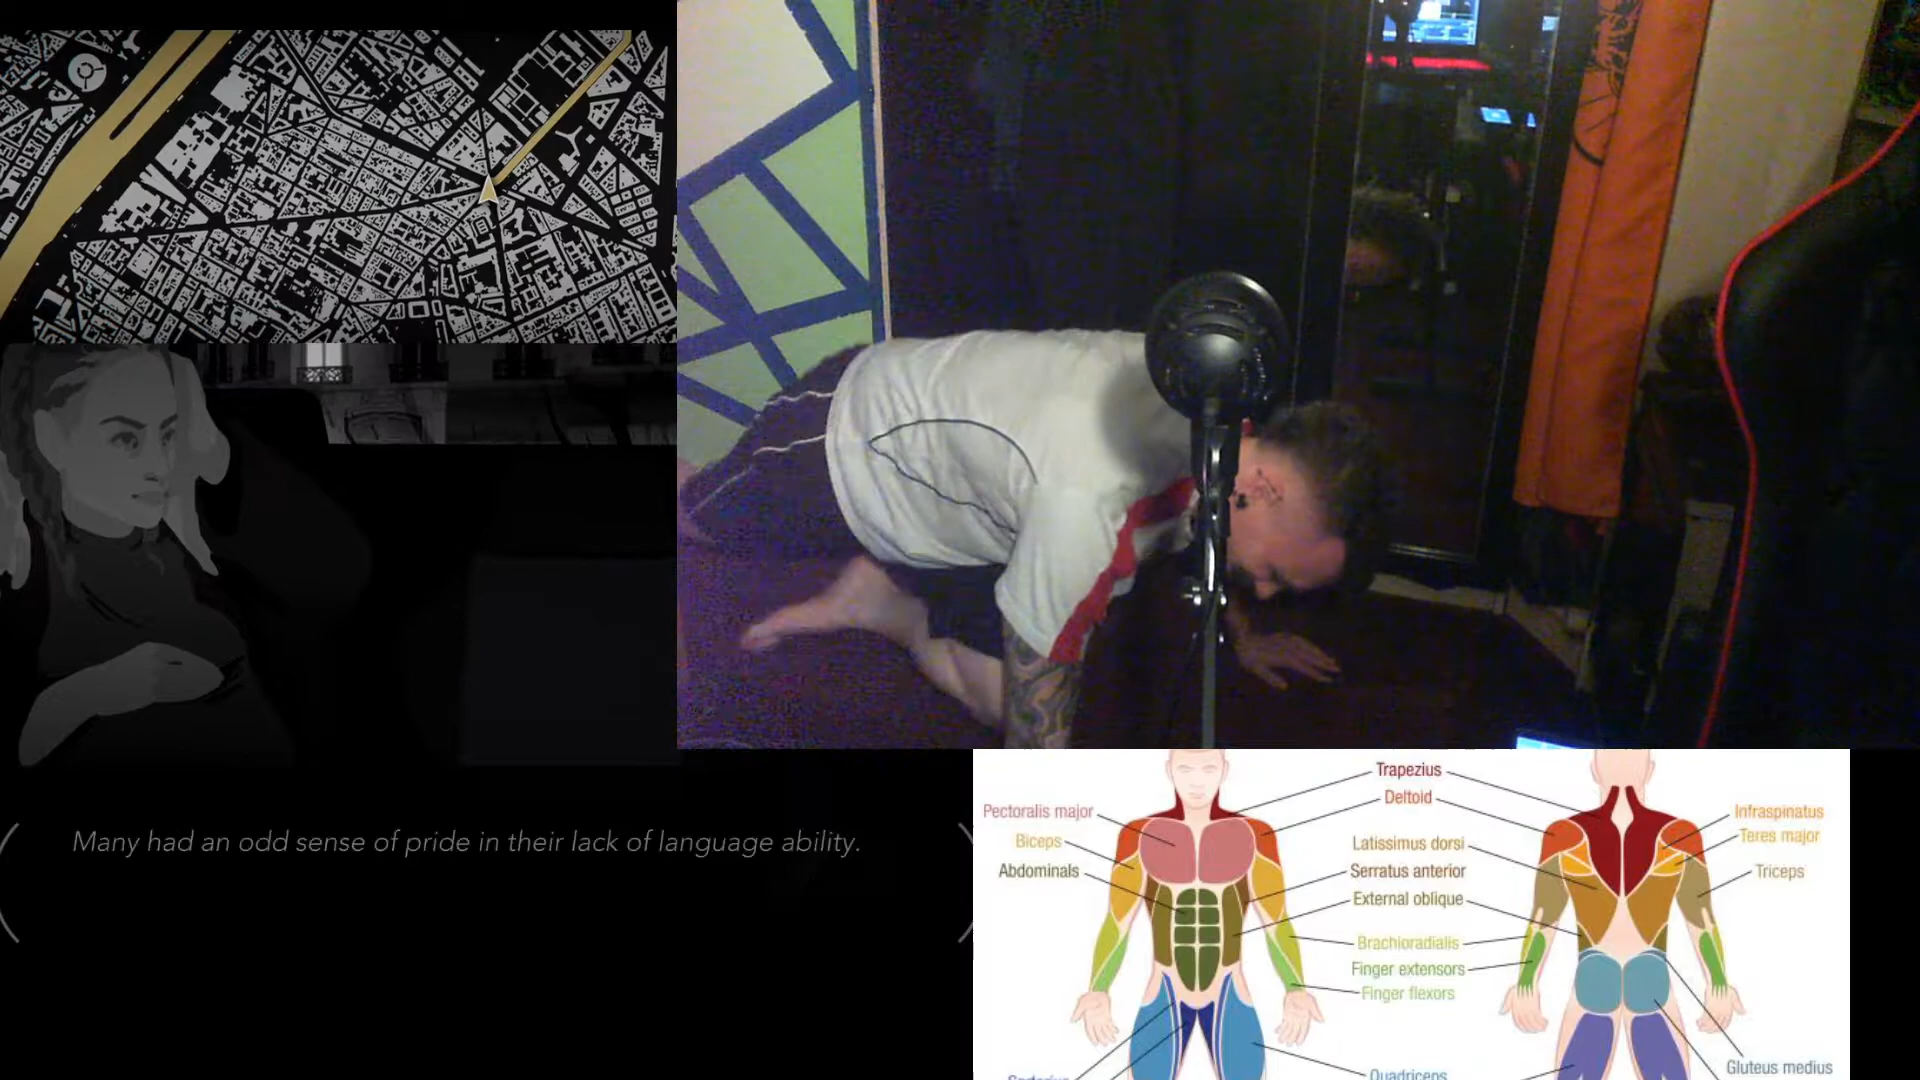 Many had an odd sense of pride in their lack of language ability.
Trapezius
Deltoid
Pectoralis major
Biceps
Abdominals
Latissimus dorsi
Serratus anterior
External oblique
Brachioradialis
Finger extensors
Finger flexors
Quadriceps
Infraspinatus
Teres major
Triceps
Gluteus medius